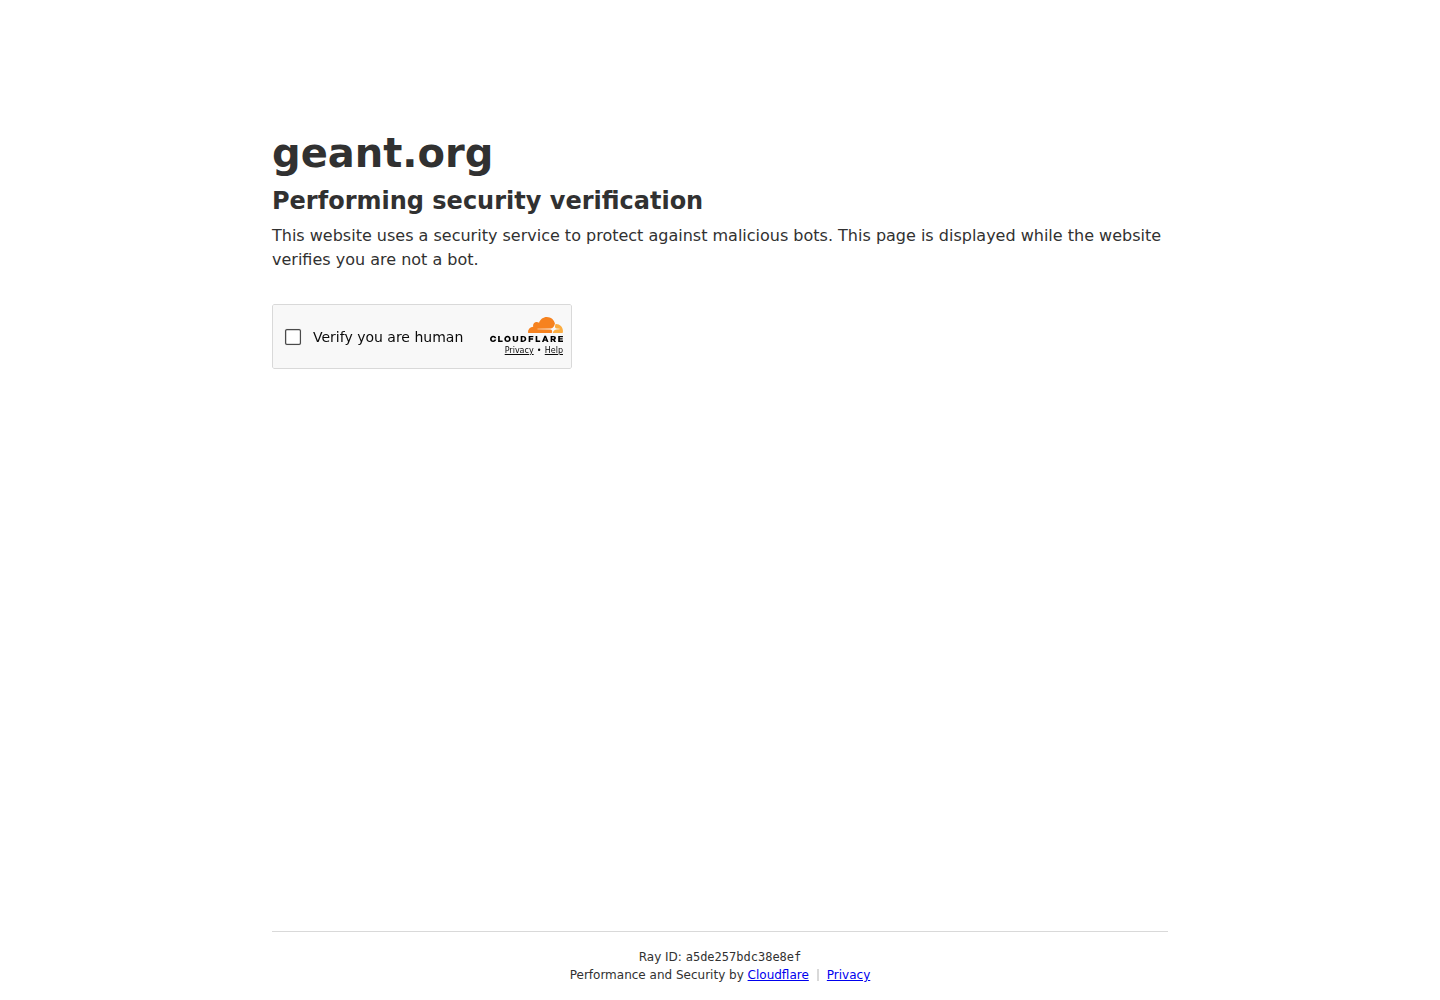 geant.org
Performing security verification
This website uses a security service to protect against malicious bots. This page is displayed while the website
verifies you are not a bot.
Verify you are human
CLOUDFLARE
Privacy • Help
Ray ID: a5de257bdc38e8ef
Performance and Security by Cloudflare | Privacy